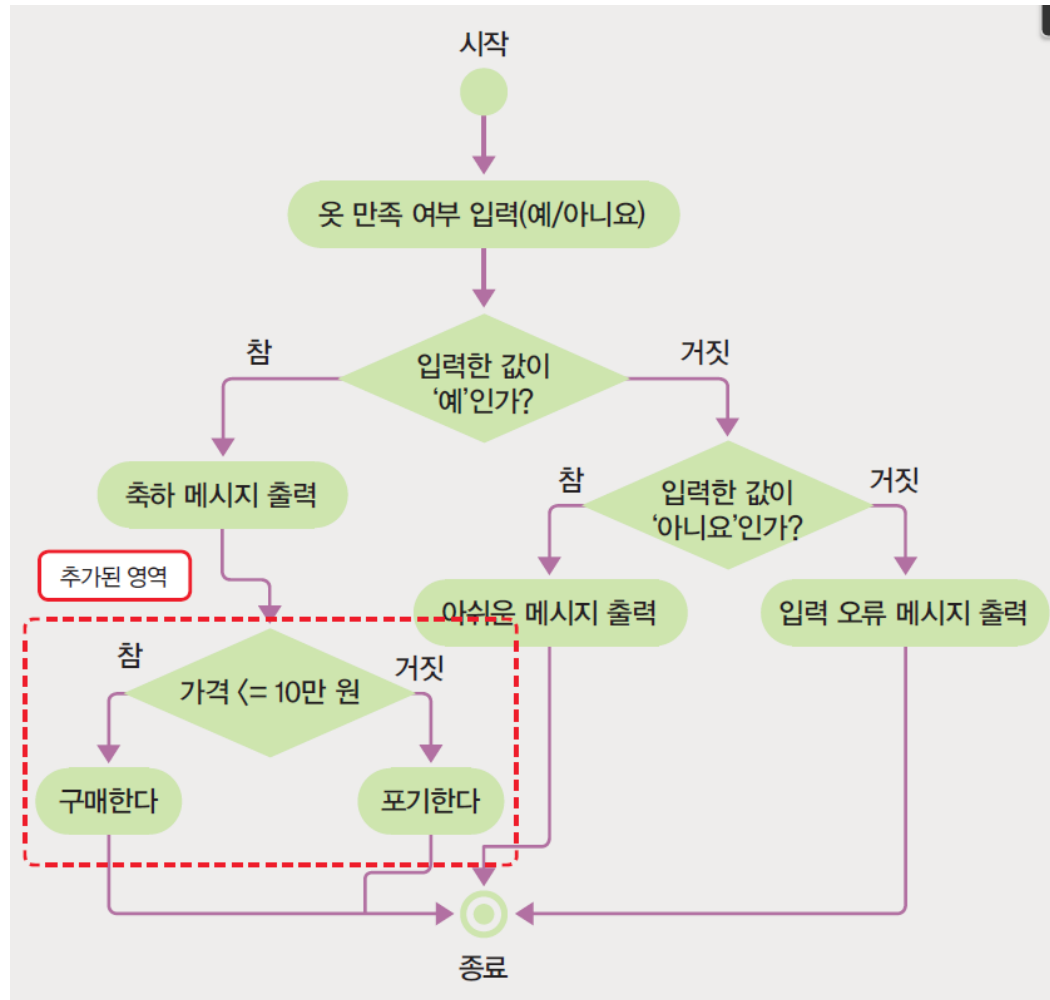 시작
옷 만족 여부 입력(예/아니요)
참
거짓
입력한 값이
‘예’인가?
축하 메시지 출력
참
거짓
입력한 값이
‘아니요’인가?
추가된 영역
아쉬운 메시지 출력
입력 오류 메시지 출력
참
거짓
가격 <= 10만 원
구매한다
포기한다
종료